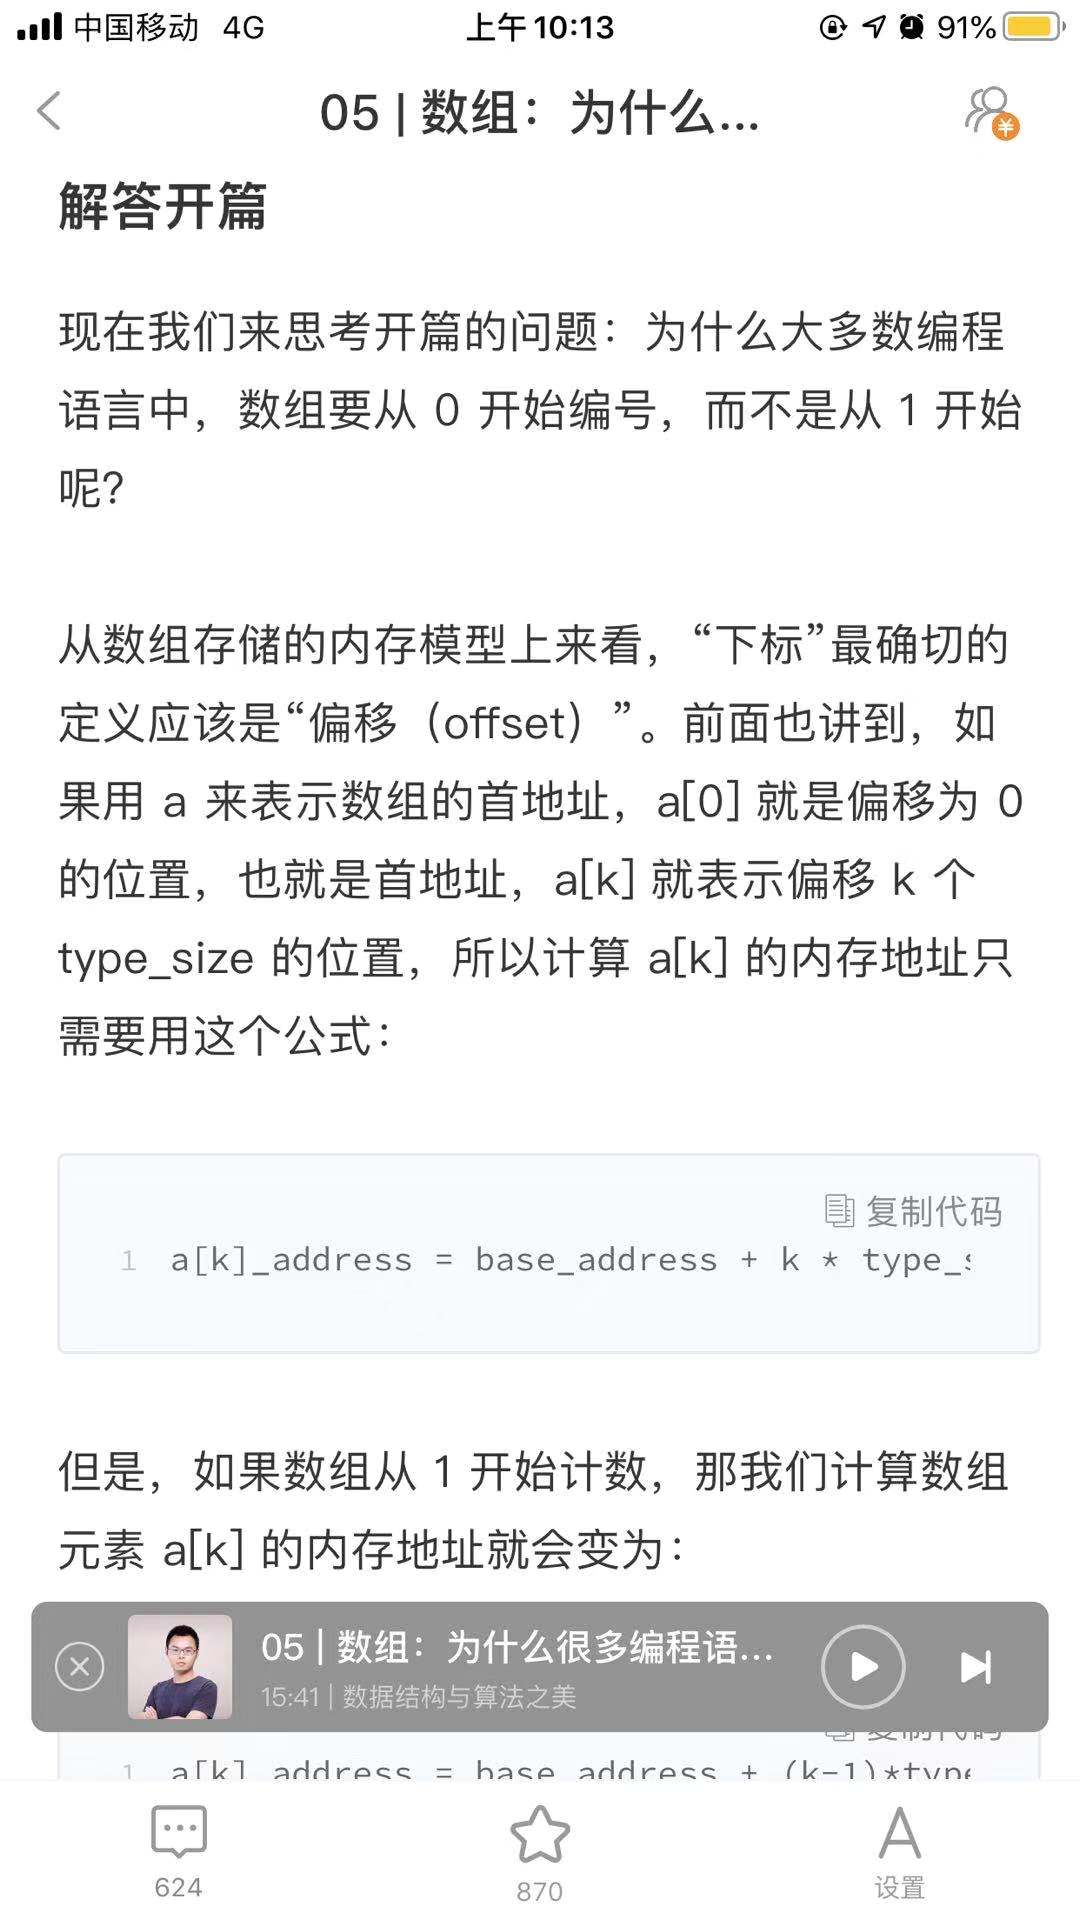 中国移动 4G 上午10:13 91%
05 | 数组：为什么...
¥
解答开篇
现在我们来思考开篇的问题：为什么大多数编程
语言中，数组要从 0 开始编号，而不是从 1 开始
呢？
从数组存储的内存模型上来看，“下标”最确切的
定义应该是“偏移（offset）”。前面也讲到，如
果用 a 来表示数组的首地址，a[0] 就是偏移为 0
的位置，也就是首地址，a[k] 就表示偏移 k 个
type_size 的位置，所以计算 a[k] 的内存地址只
需要用这个公式：
复制代码
1 a[k]_address = base_address + k * type_s
但是，如果数组从 1 开始计数，那我们计算数组
元素 a[k] 的内存地址就会变为：
05 | 数组：为什么很多编程语...
15:41 | 数据结构与算法之美
复制代码
1 a[k]_address = base_address + (k-1)*type
624
870
A
设置